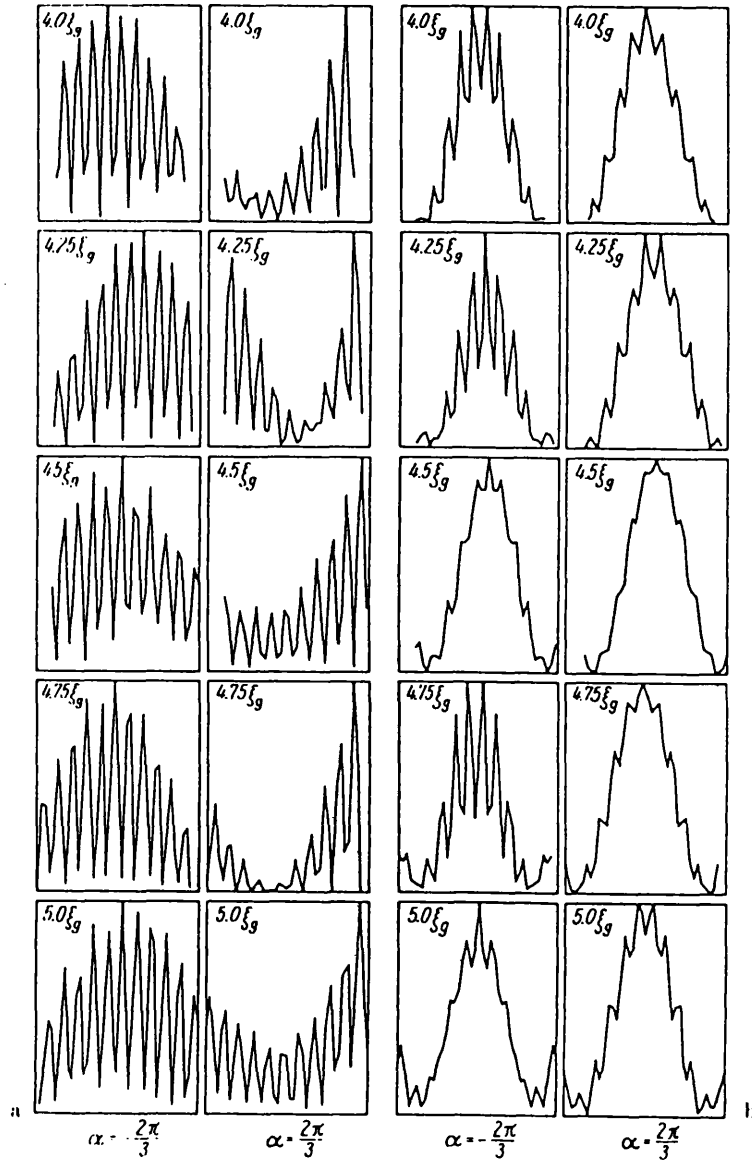 4.0ξg 4.0ξg 4.0ξg 4.0ξg
4.25ξg 4.25ξg 4.25ξg 4.25ξg
4.5ξg 4.5ξg 4.5ξg 4.5ξg
4.75ξg 4.75ξg 4.75ξg 4.75ξg
5.0ξg 5.0ξg 5.0ξg 5.0ξg
a
α = -2π/3 α = 2π/3 α = -2π/3 α = 2π/3